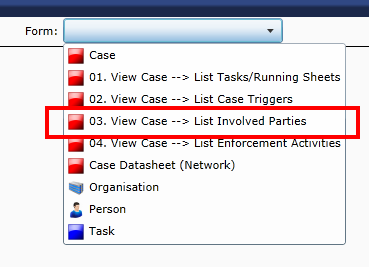 Form:
Case
01. View Case --> List Tasks/Running Sheets
02. View Case --> List Case Triggers
03. View Case --> List Involved Parties
04. View Case --> List Enforcement Activities
Case Datasheet (Network)
Organisation
Person
Task